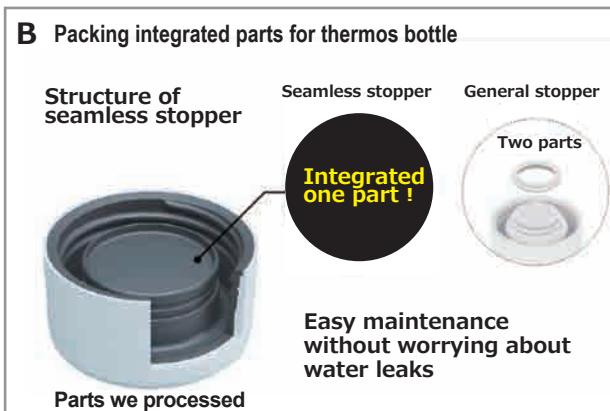 B Packing integrated parts for thermos bottle
Structure of
seamless stopper
Seamless stopper
General stopper
Integrated
one part !
Two parts
Easy maintenance
without worrying about
water leaks
Parts we processed